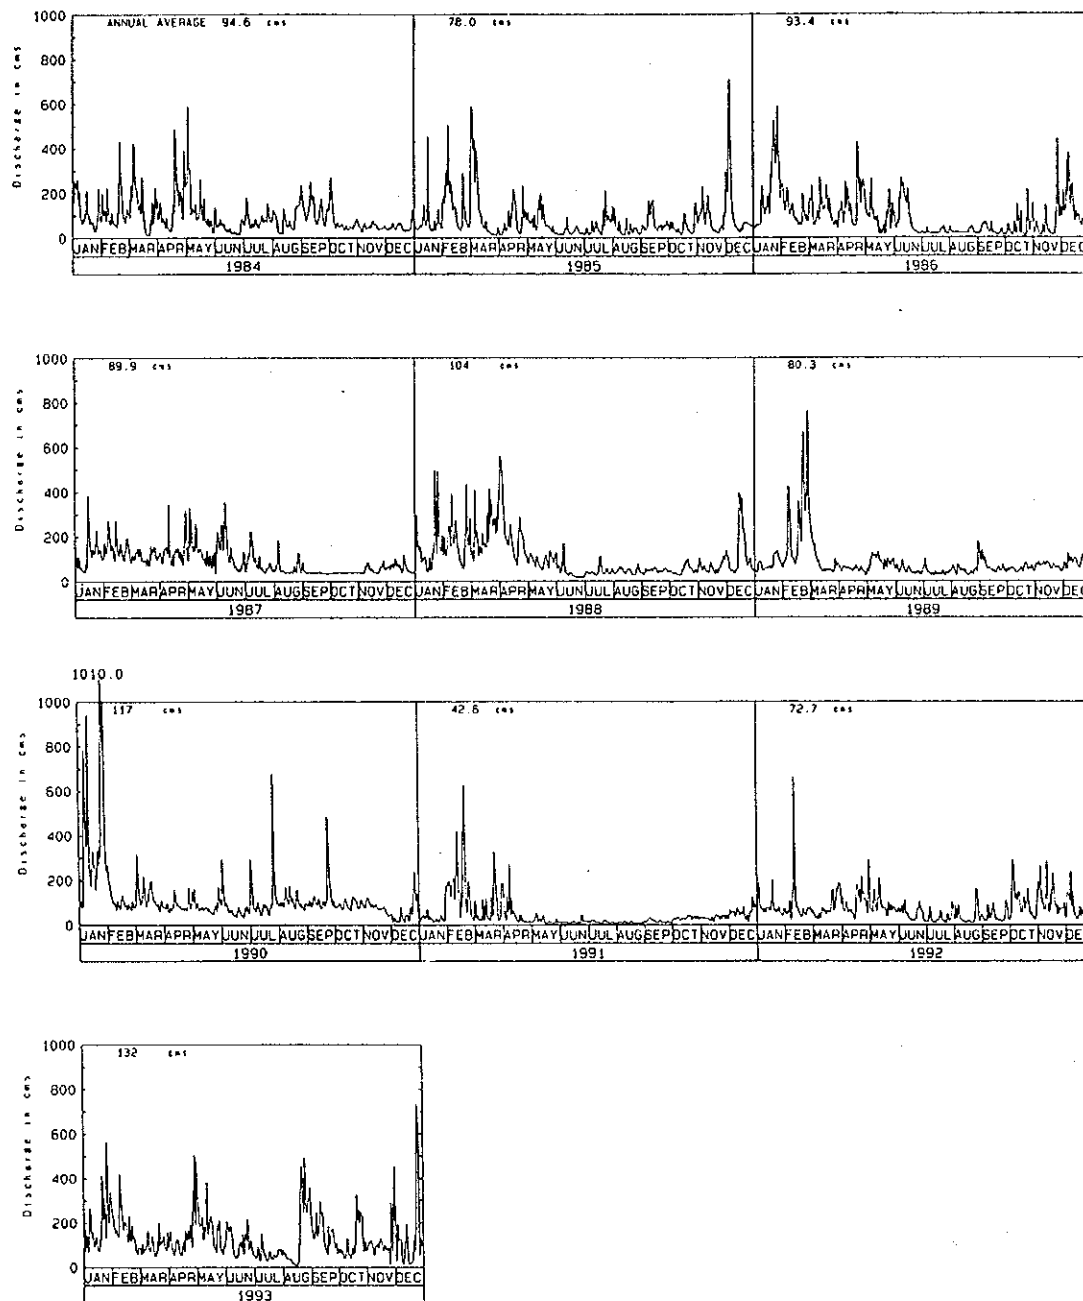 ANNUAL AVERAGE 94.6 cms 78.0 cms 93.4 cms
1000
800
600
400
200
0
Discharge in cms
JAN FEB MAR APR MAY JUN JUL AUG SEP OCT NOV DEC JAN FEB MAR APR MAY JUN JUL AUG SEP OCT NOV DEC JAN FEB MAR APR MAY JUN JUL AUG SEP OCT NOV DEC
1984 1985 1986
89.9 cms 104 cms 80.3 cms
1000
800
600
400
200
0
Discharge in cms
JAN FEB MAR APR MAY JUN JUL AUG SEP OCT NOV DEC JAN FEB MAR APR MAY JUN JUL AUG SEP OCT NOV DEC JAN FEB MAR APR MAY JUN JUL AUG SEP OCT NOV DEC
1987 1988 1989
1010.0
117 cms 42.6 cms 72.7 cms
1000
800
600
400
200
0
Discharge in cms
JAN FEB MAR APR MAY JUN JUL AUG SEP OCT NOV DEC JAN FEB MAR APR MAY JUN JUL AUG SEP OCT NOV DEC JAN FEB MAR APR MAY JUN JUL AUG SEP OCT NOV DE
1990 1991 1992
132 cms
1000
800
600
400
200
0
Discharge in cms
JAN FEB MAR APR MAY JUN JUL AUG SEP OCT NOV DEC
1993